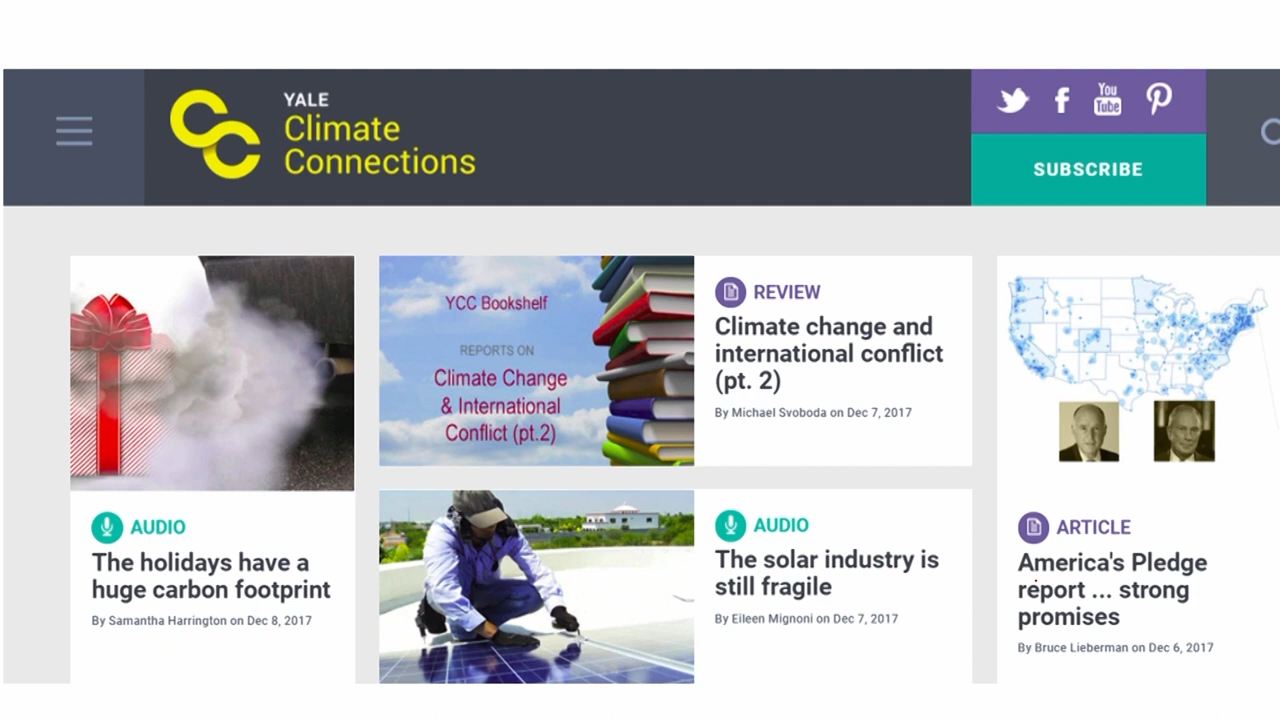 YALE
Climate
Connections
You
Tube
SUBSCRIBE
AUDIO
The holidays have a
huge carbon footprint
By Samantha Harrington on Dec 8, 2017
YCC Bookshelf
REPORTS ON
Climate Change
& International
Conflict (pt.2)
REVIEW
Climate change and
international conflict
(pt. 2)
By Michael Svoboda on Dec 7, 2017
AUDIO
The solar industry is
still fragile
By Eileen Mignoni on Dec 7, 2017
ARTICLE
America's Pledge
report ... strong
promises
By Bruce Lieberman on Dec 6, 2017